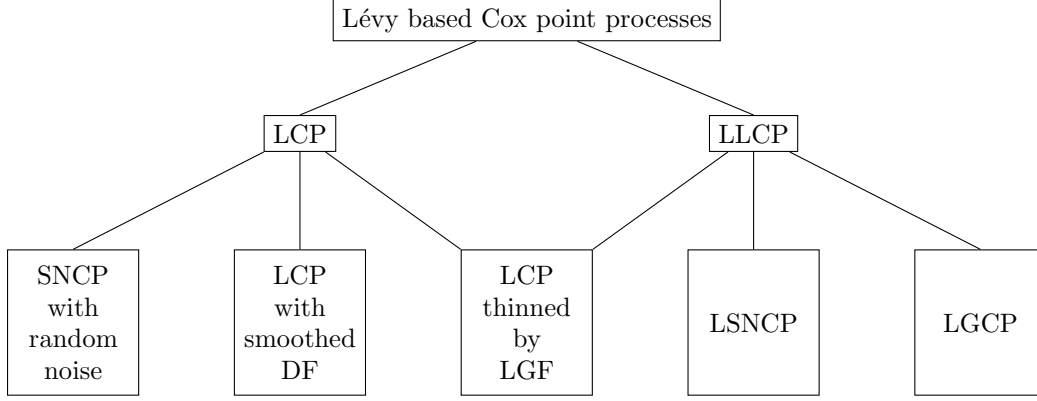 Lévy based Cox point processes
LCP
LLCP
SNCP
with
random
noise
LCP
with
smoothed
DF
LCP
thinned
by
LGF
LSNCP
LGCP